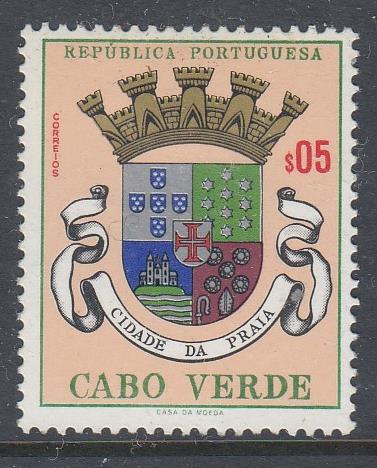 REPÚBLICA PORTUGUESA
CORREIOS
$05
CIDADE DA PRAIA
CABO VERDE
CASA DA MOEDA